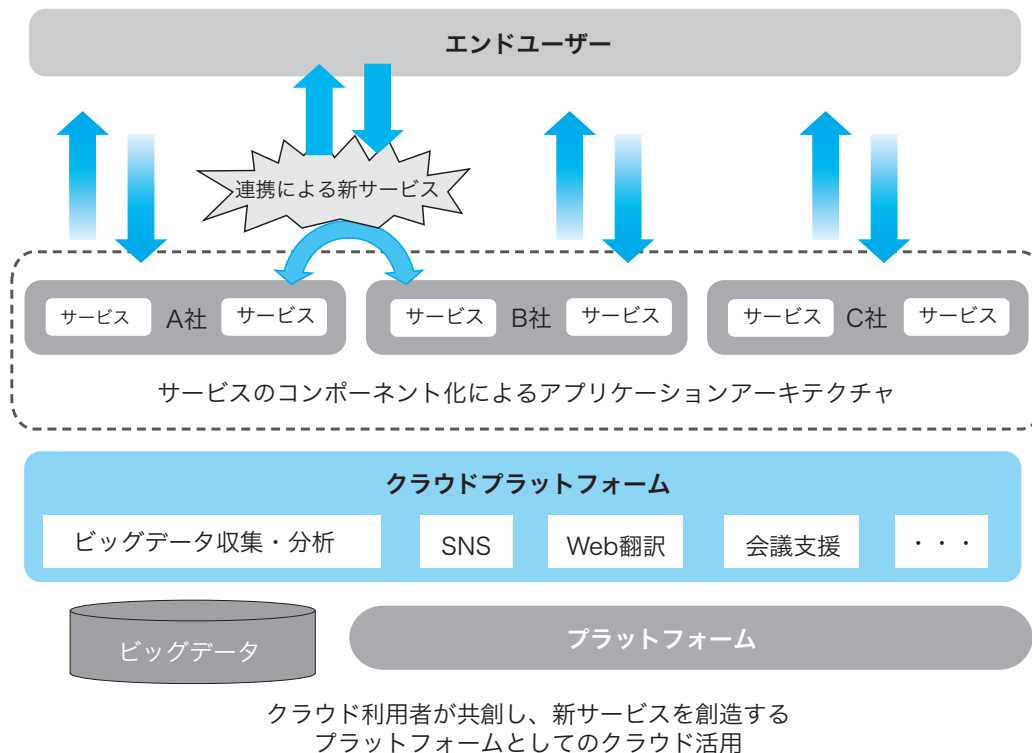 エンドユーザー
連携による新サービス
サービス A社 サービス
サービス B社 サービス
サービス C社 サービス
サービスのコンポーネント化によるアプリケーションアーキテクチャ
クラウドプラットフォーム
ビッグデータ収集・分析
SNS
Web翻訳
会議支援
・・・
ビッグデータ
プラットフォーム
クラウド利用者が共創し、新サービスを創造する
プラットフォームとしてのクラウド活用